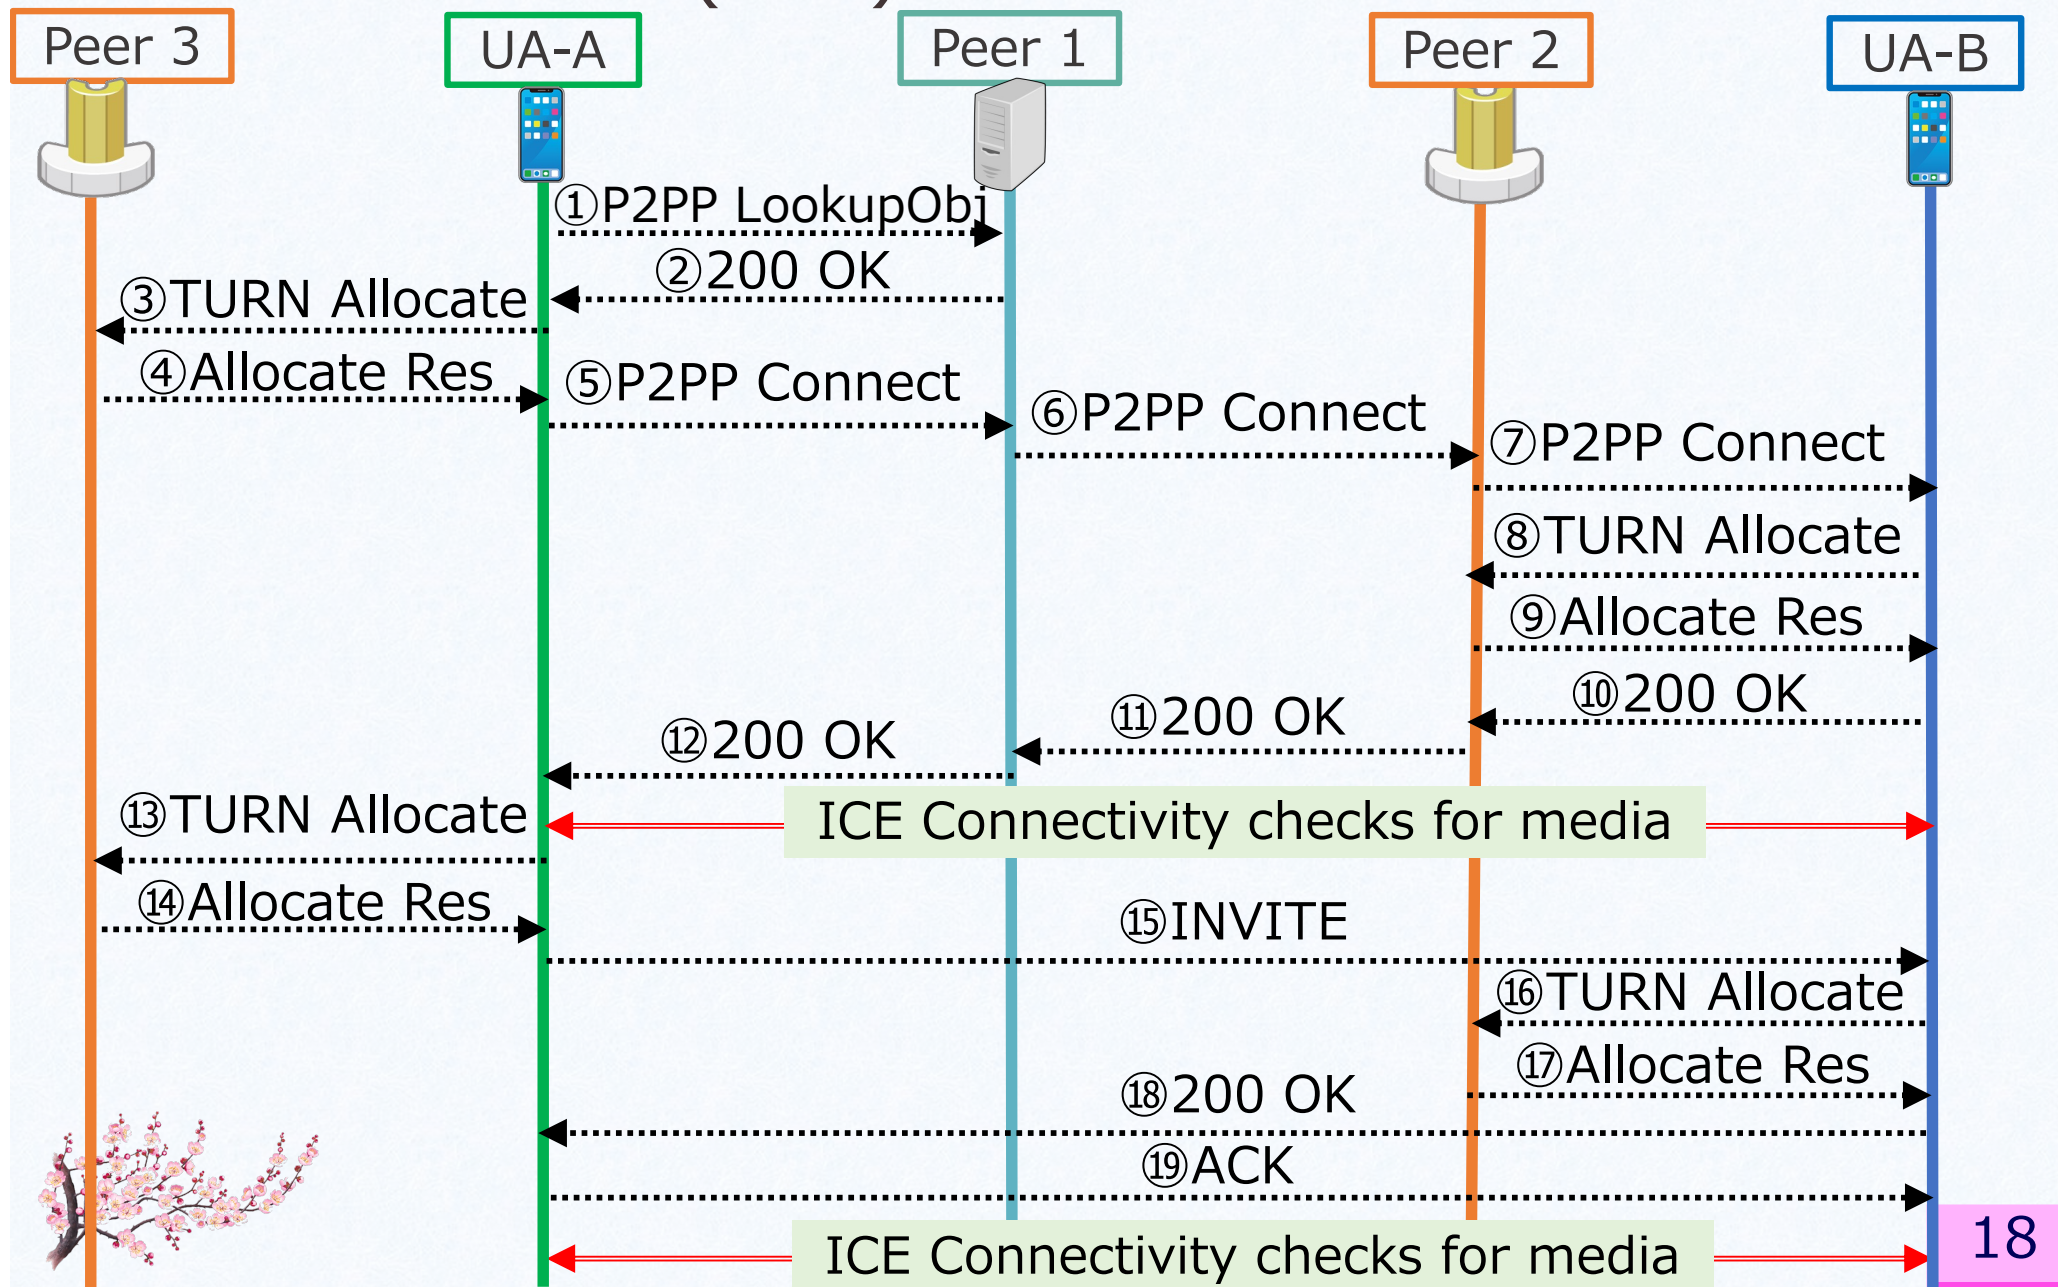 Peer 3
UA-A
Peer 1
Peer 2
UA-B
①P2PP LookupObj
②200 OK
③TURN Allocate
④Allocate Res
⑤P2PP Connect
⑥P2PP Connect
⑦P2PP Connect
⑧TURN Allocate
⑨Allocate Res
⑩200 OK
⑪200 OK
⑫200 OK
ICE Connectivity checks for media
⑬TURN Allocate
⑭Allocate Res
⑮INVITE
⑯TURN Allocate
⑰Allocate Res
⑱200 OK
⑲ACK
ICE Connectivity checks for media
18